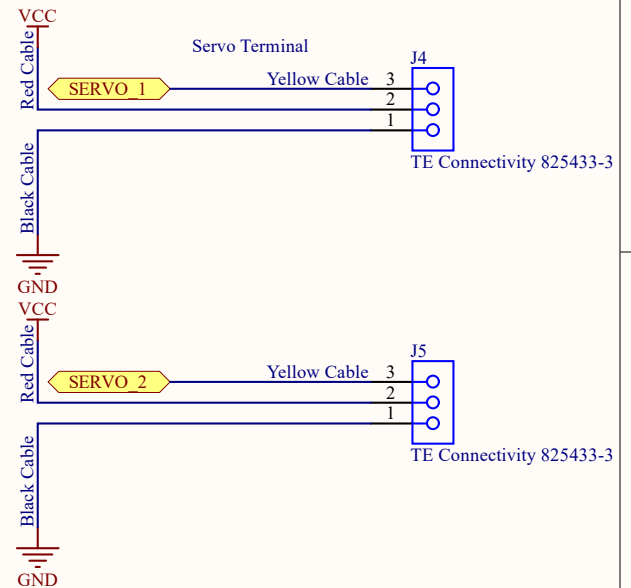 VCC
Servo Terminal
J4
Red Cable
SERVO_1
Yellow Cable
3
2
1
TE Connectivity 825433-3
Black Cable
GND
VCC
J5
Red Cable
SERVO_2
Yellow Cable
3
2
1
TE Connectivity 825433-3
Black Cable
GND